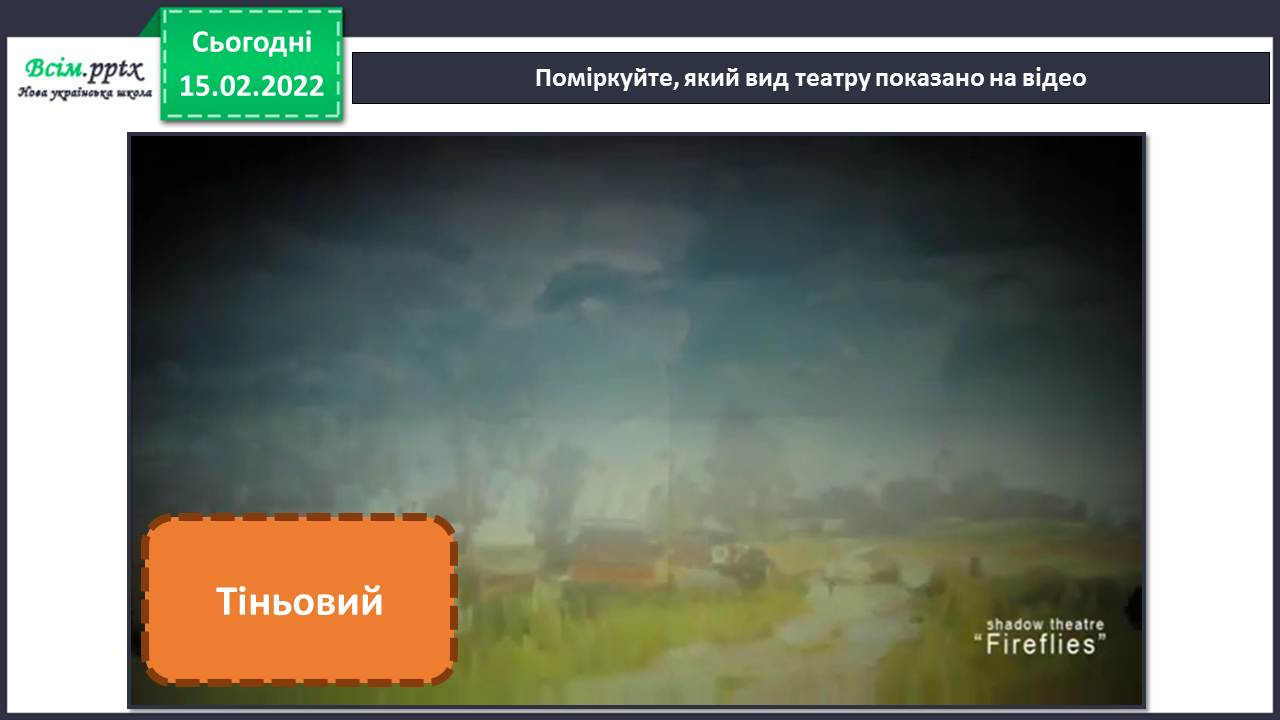 Всім.pptx
Нова українська школа
Сьогодні
15.02.2022
Поміркуйте, який вид театру показано на відео
Тіньовий
shadow theatre
“Fireflies”